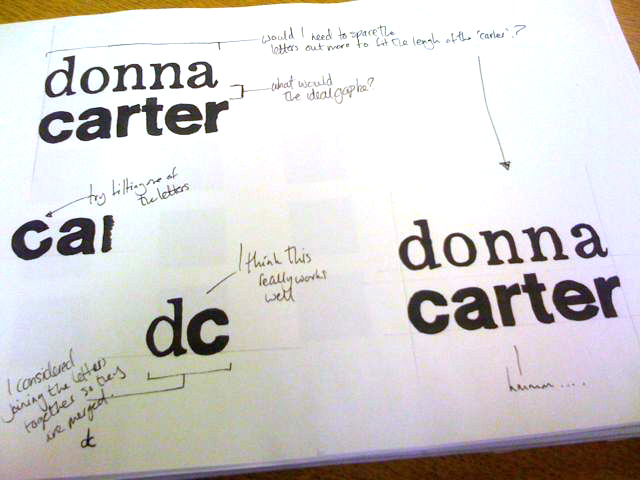 would I need to space the
letters out more to fit the lengh of the 'carter'?
donna
carter
what would
the ideal gap be?
try tilting one of
the letters
cal
I think this
really works
well
donna
carter
dc
hmmm....
I considered
joining the letters
together so they
are merged.
dc